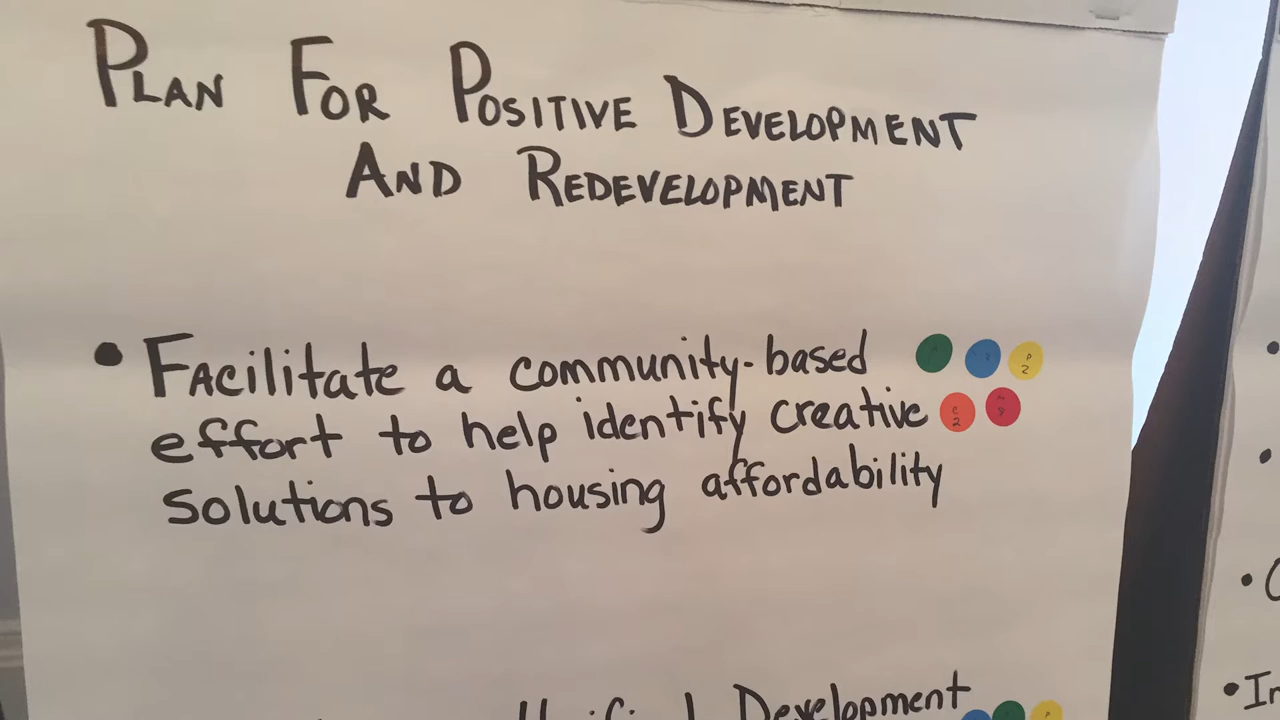 PLAN FOR POSITIVE DEVELOPMENT
AND REDEVELOPMENT
• Facilitate a community-based
effort to help identify creative
solutions to housing affordability
Development